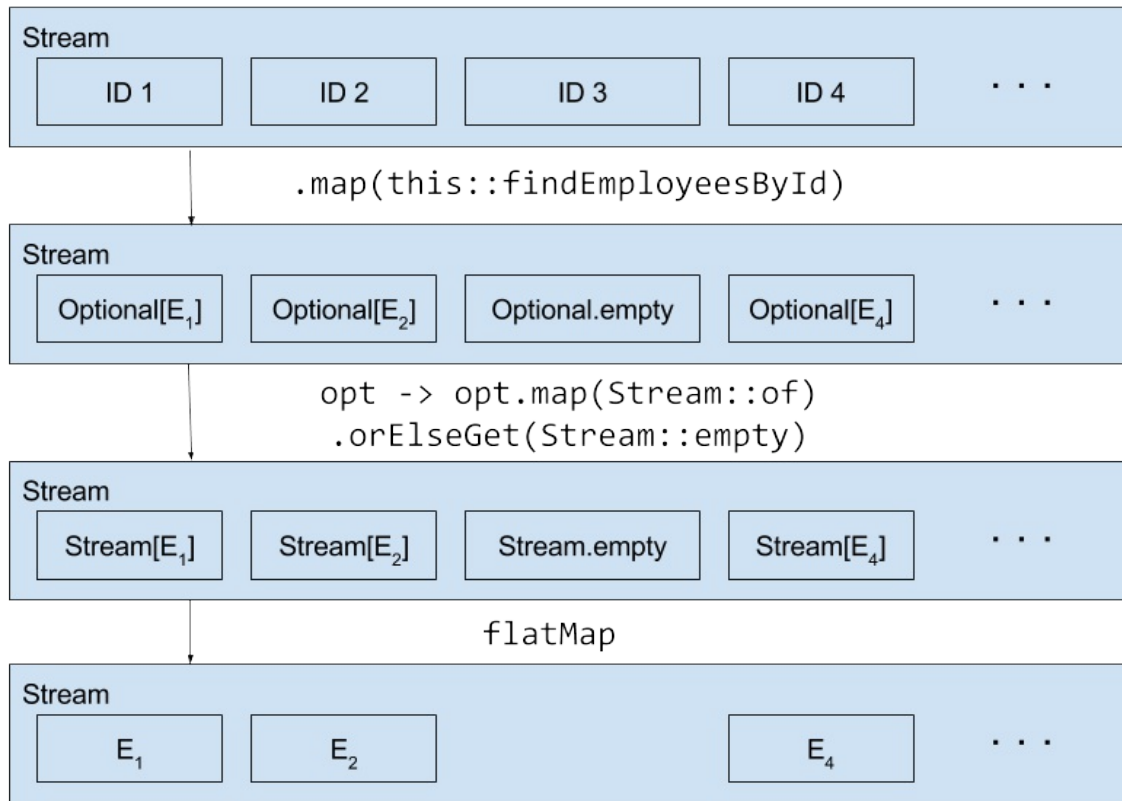 Stream
ID 1 ID 2 ID 3 ID 4 . . .
.map(this::findEmployeesById)
Stream
Optional[E₁] Optional[E₂] Optional.empty Optional[E₄] . . .
opt -> opt.map(Stream::of)
.orElseGet(Stream::empty)
Stream
Stream[E₁] Stream[E₂] Stream.empty Stream[E₄] . . .
flatMap
Stream
E₁ E₂ E₄ . . .